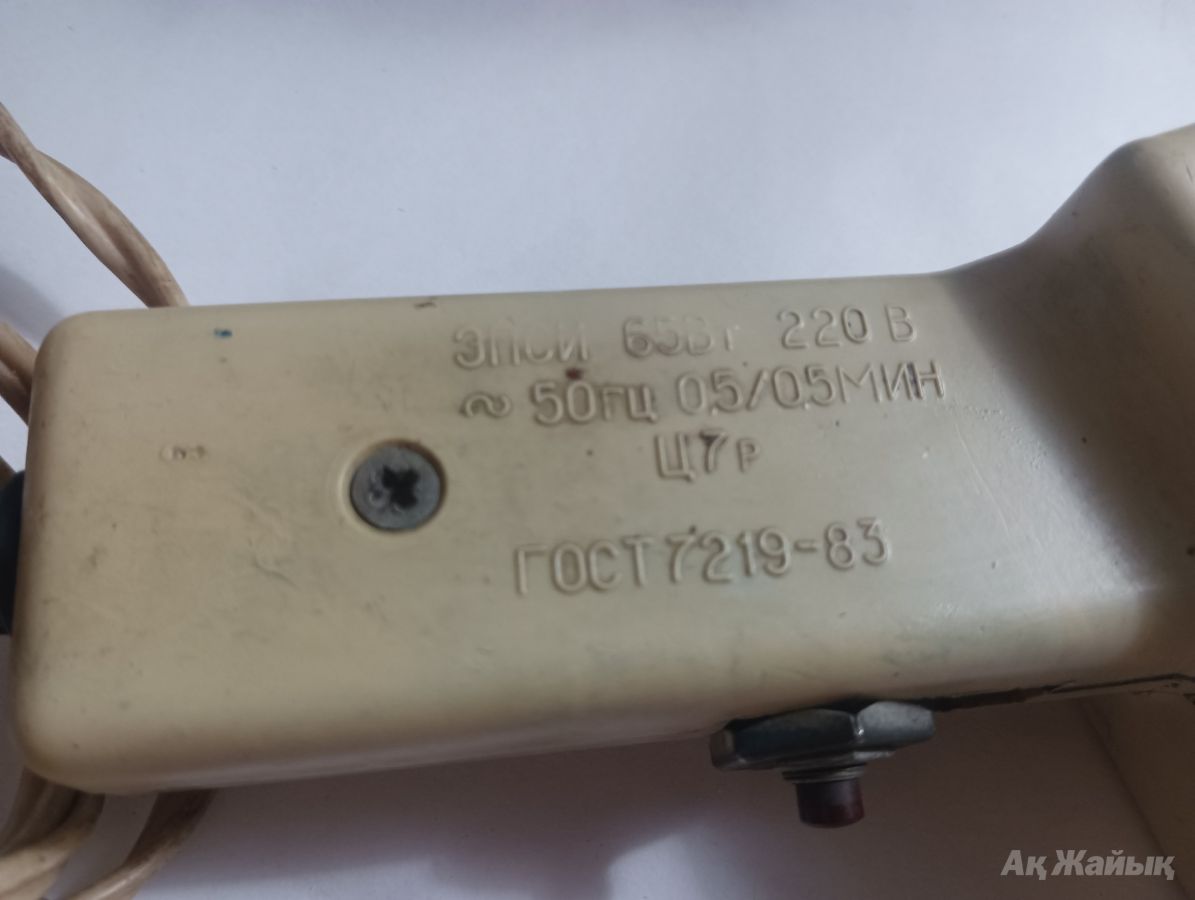 ЭПСИ 65Вт 220 В
~ 50ГЦ 0,5/0,5МИН
Ц7р
ГОСТ 7219-83
Ақ Жайық